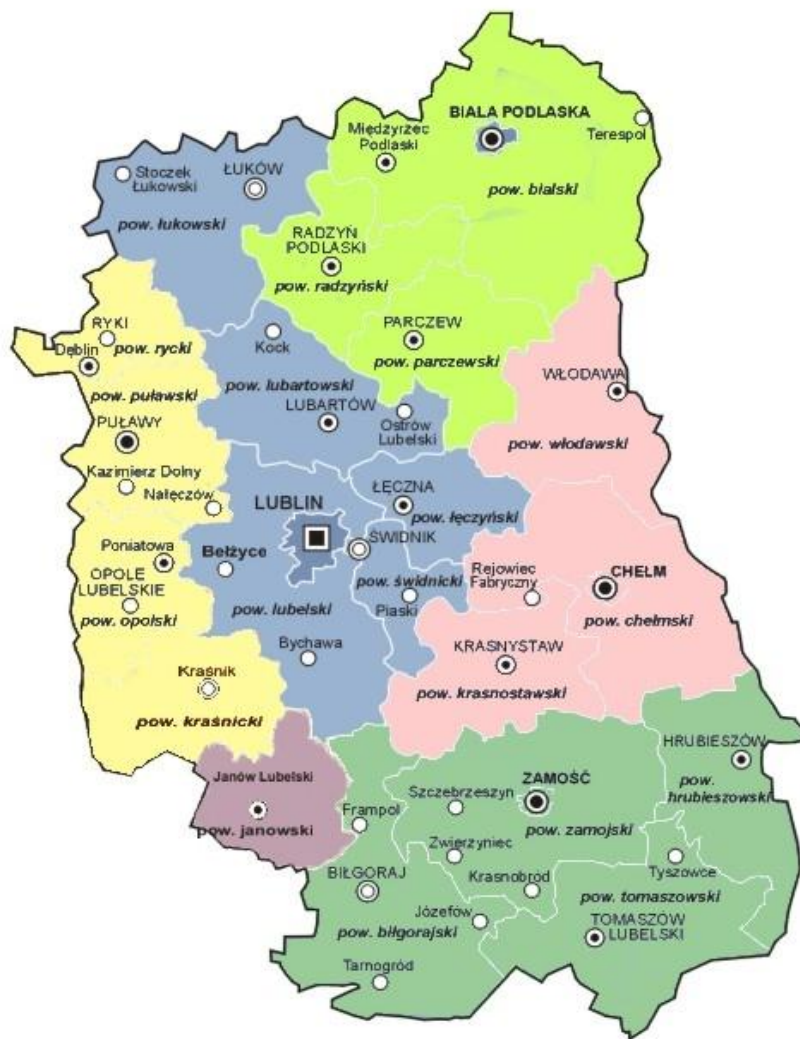 BIALA PODLASKA
Międzyrzec
Podlaski
Terespol
Stoczek
Łukowski
ŁUKÓW
pow. bialski
pow. łukowski
RADZYŃ
PODLASKI
pow. radzyński
RYKI
pow. rycki
Dęblin
Kock
PARCZEW
pow. parczewski
WŁODAWA
pow. puławski
pow. lubartowski
LUBARTÓW
Ostrów
Lubelski
PUŁAWY
pow. włodawski
Kazimierz Dolny
Nałęczów
LUBLIN
ŁĘCZNA
pow. łęczyński
ŚWIDNIK
Poniatowa
Bełżyce
Rejowiec
Fabryczny
CHEŁM
OPOLE
LUBELSKIE
pow. opolski
pow. lubelski
pow. świdnicki
Piaski
pow. chełmski
Bychawa
KRASNYSTAW
pow. krasnostawski
Kraśnik
pow. kraśnicki
HRUBIESZÓW
pow.
hrubieszowski
Janów Lubelski
pow. janowski
Szczebrzeszyn
ZAMOŚĆ
pow. zamojski
Frampol
Zwierzyniec
Krasnobród
Tyszowce
BIŁGORAJ
pow. tomaszowski
Józefów
pow. biłgorajski
TOMASZÓW
LUBELSKI
Tarnogród